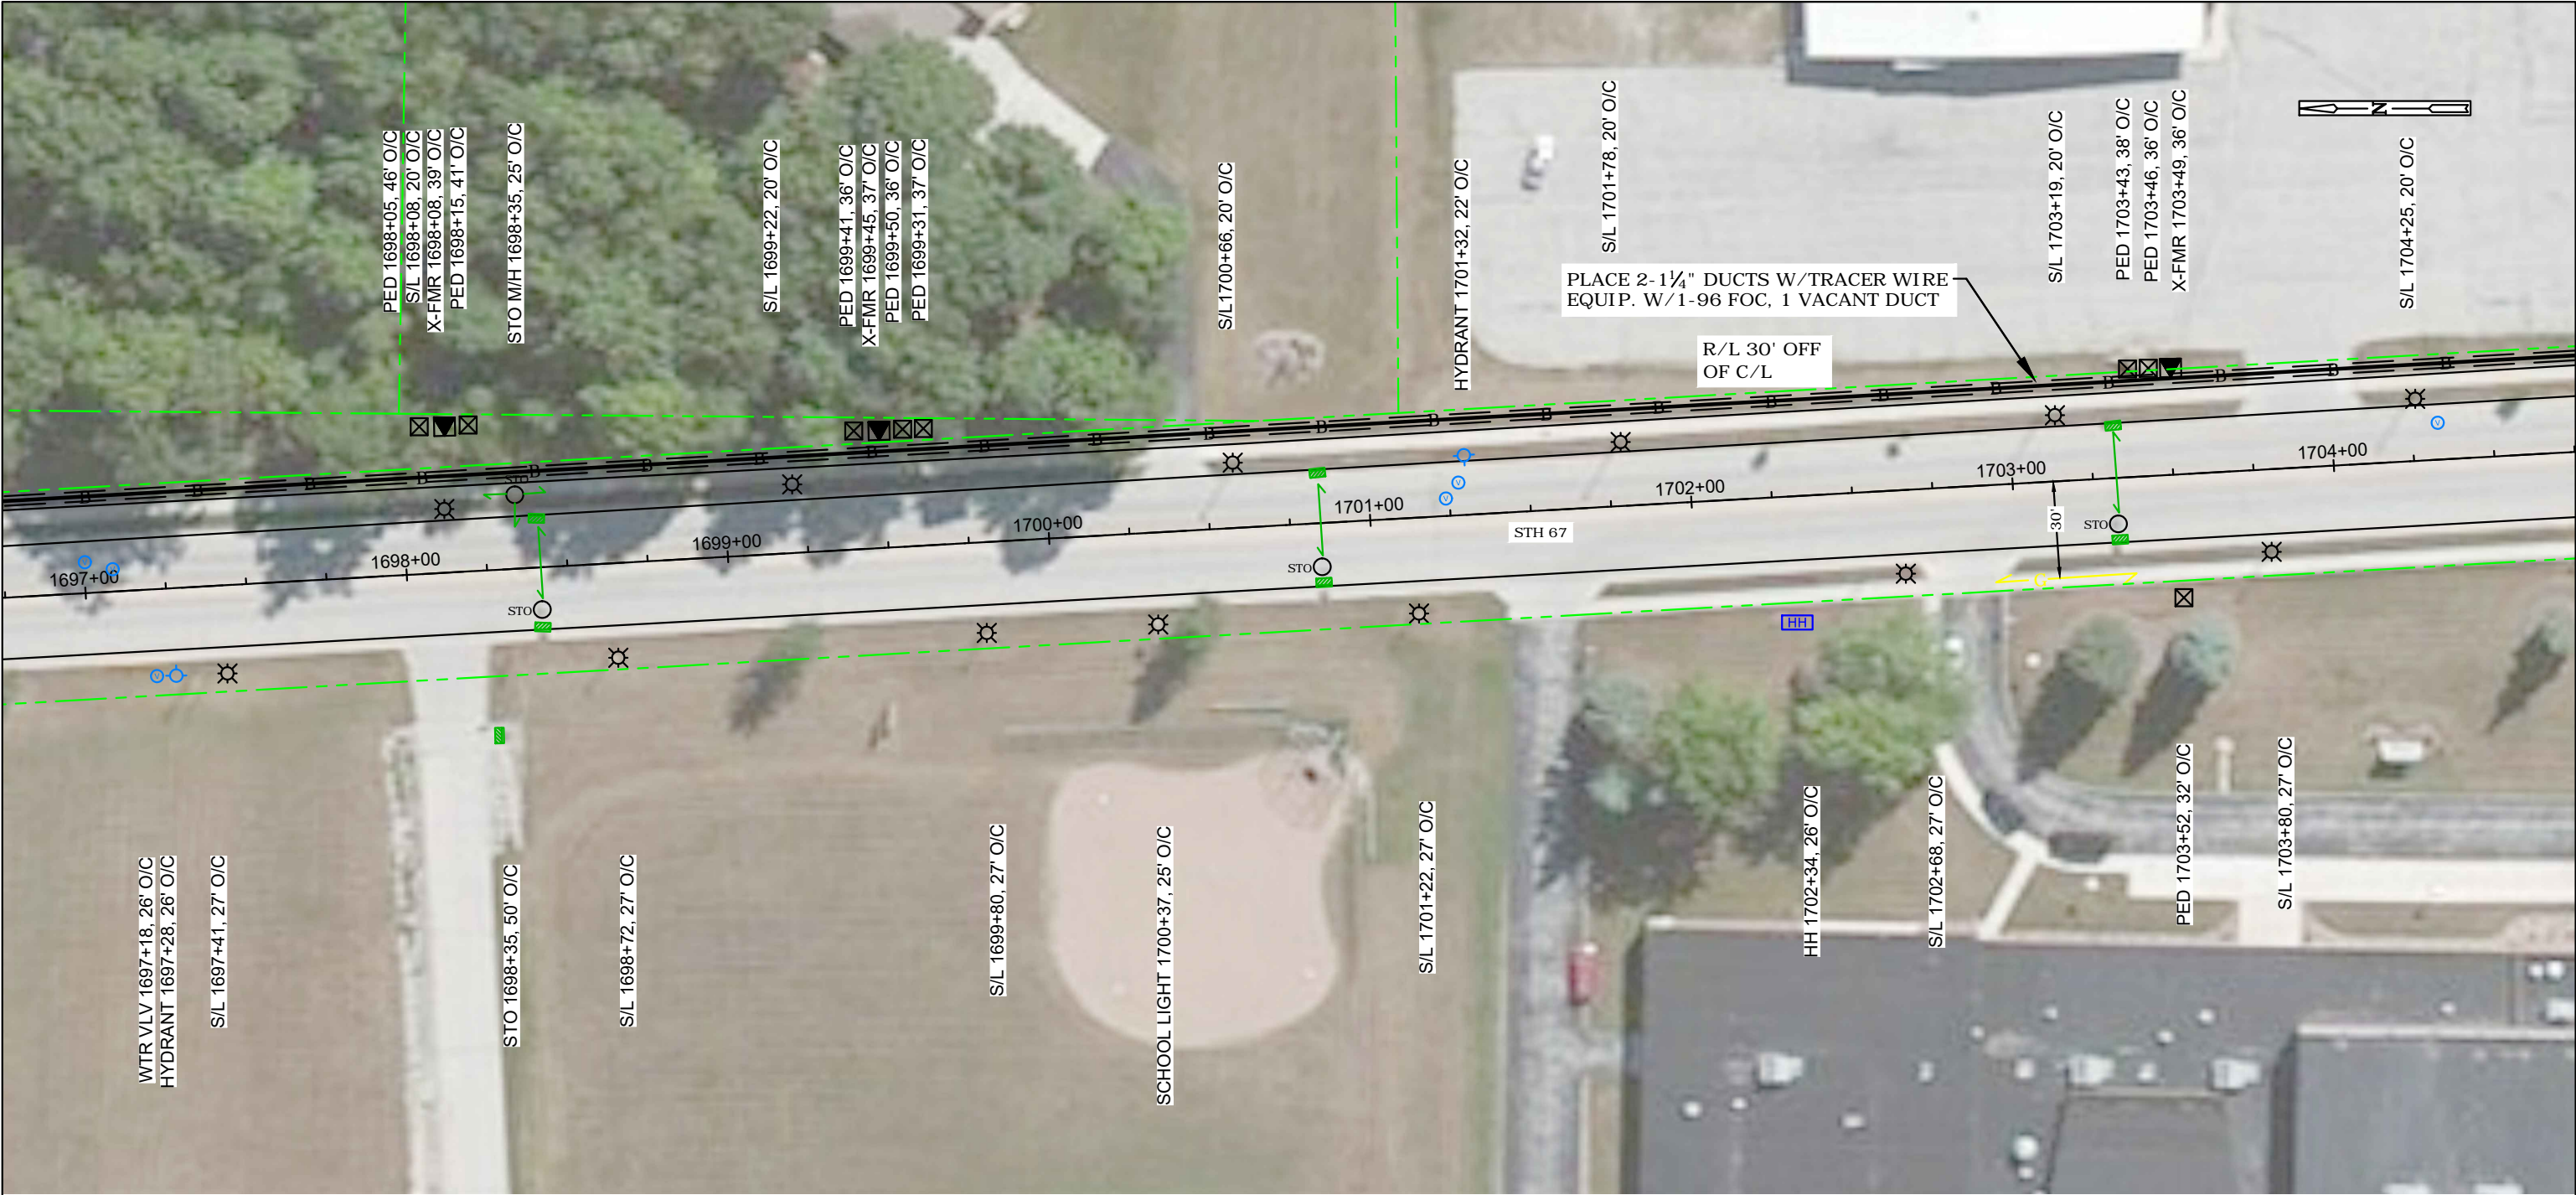 PED 1698+05, 46' O/C
S/L 1698+08, 20' O/C
X-FMR 1698+08, 39' O/C
PED 1698+15, 41' O/C
STO M/H 1698+35, 25' O/C
S/L 1699+22, 20' O/C
PED 1699+41, 36' O/C
X-FMR 1699+45, 37' O/C
PED 1699+50, 36' O/C
PED 1699+31, 37' O/C
S/L1700+66, 20' O/C
HYDRANT 1701+32, 22' O/C
S/L 1701+78, 20' O/C
S/L 1703+19, 20' O/C
PED 1703+43, 38' O/C
PED 1703+46, 36' O/C
X-FMR 1703+49, 36' O/C
S/L 1704+25, 20' O/C
N
PLACE 2-1¼" DUCTS W/TRACER WIRE
EQUIP. W/1-96 FOC, 1 VACANT DUCT
R/L 30' OFF
OF C/L
B B B B B B B B B B B B B B B B B B B B B B
STO
1697+00
1698+00
1699+00
1700+00
1701+00
1702+00
1703+00
1704+00
V
V
V
V
V
STH 67
30'
STO
STO
STO
G
HH
V
WTR VLV 1697+18, 26' O/C
HYDRANT 1697+28, 26' O/C
S/L 1697+41, 27' O/C
STO 1698+35, 50' O/C
S/L 1698+72, 27' O/C
S/L 1699+80, 27' O/C
SCHOOL LIGHT 1700+37, 25' O/C
S/L 1701+22, 27' O/C
HH 1702+34, 26' O/C
S/L 1702+68, 27' O/C
PED 1703+52, 32' O/C
S/L 1703+80, 27' O/C